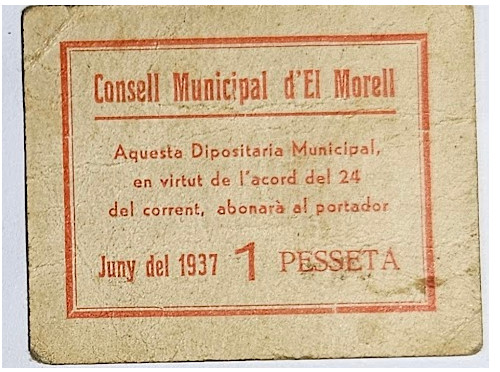 Consell Municipal d'El Morell
Aquesta Dipositaria Municipal,
en virtut de l'acord del 24
del corrent, abonarà al portador
Juny del 1937 1 PESSETA